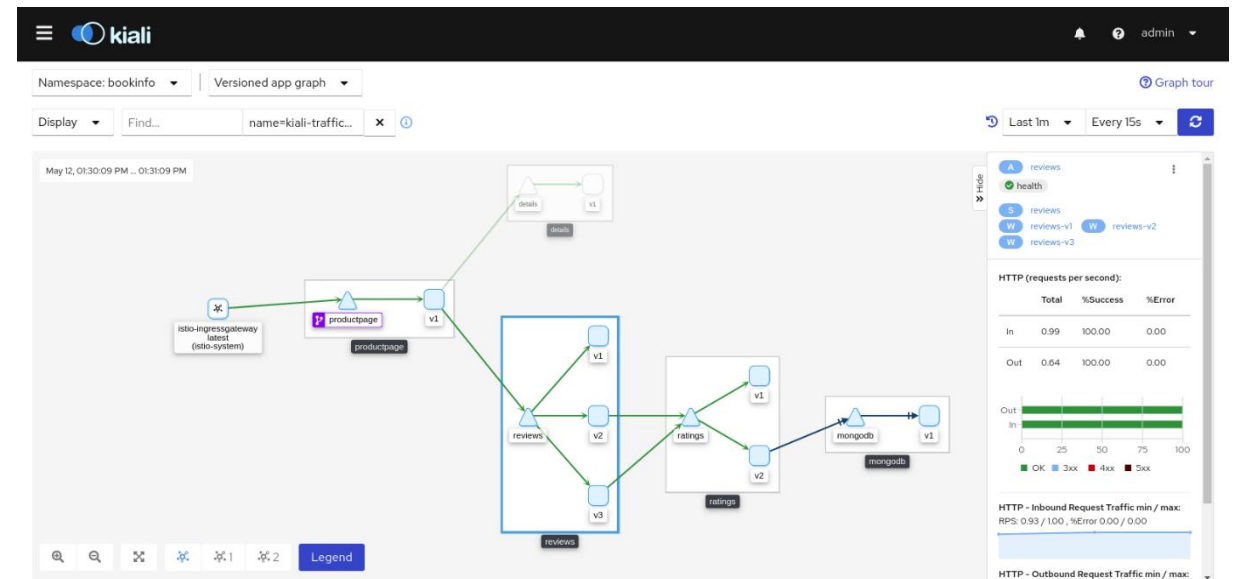 kiali
admin
Namespace: bookinfo
Versioned app graph
Graph tour
Display
Find...
name=kiali-traffic...
Last 1m
Every 15s
May 12, 01:30:09 PM ... 01:31:09 PM
Hide
details
v1
details
istio-ingressgateway
latest
(istio-system)
productpage
v1
productpage
v1
reviews
v2
v3
reviews
v1
ratings
v2
ratings
mongodb
v1
mongodb
1
2
Legend
A reviews
health
S reviews
W reviews-v1 W reviews-v2
W reviews-v3
HTTP (requests per second):
Total %Success %Error
In 0.99 100.00 0.00
Out 0.64 100.00 0.00
Out
In
0 25 50 75 100
OK 3xx 4xx 5xx
HTTP - Inbound Request Traffic min / max:
RPS: 0.93 / 1.00 , %Error 0.00 / 0.00
HTTP - Outbound Request Traffic min / max: